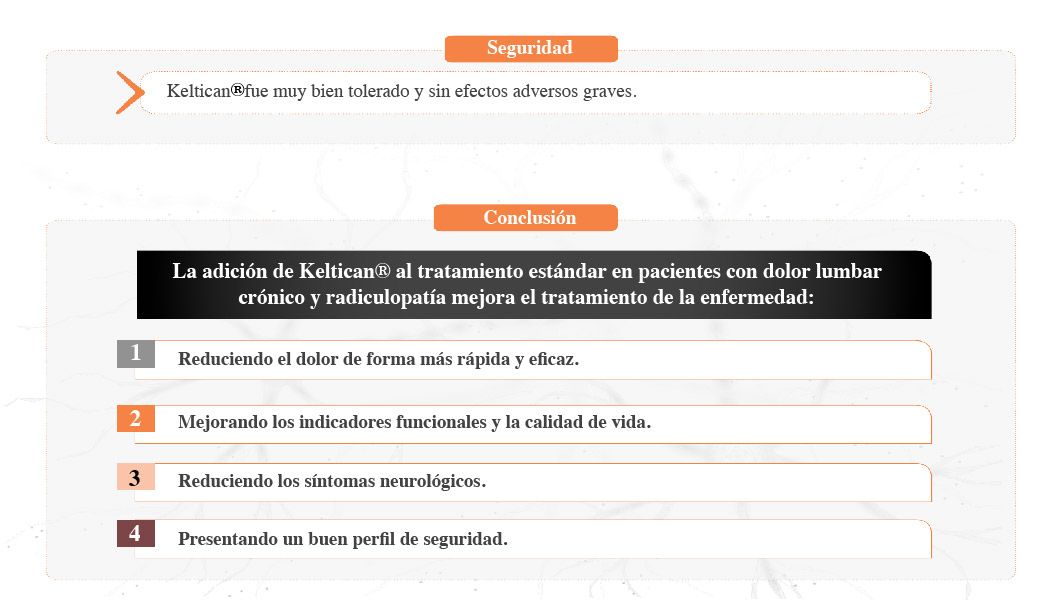 Seguridad
Keltican®fue muy bien tolerado y sin efectos adversos graves.
Conclusión
La adición de Keltican® al tratamiento estándar en pacientes con dolor lumbar
crónico y radiculopatía mejora el tratamiento de la enfermedad:
1 Reduciendo el dolor de forma más rápida y eficaz.
2 Mejorando los indicadores funcionales y la calidad de vida.
3 Reduciendo los síntomas neurológicos.
4 Presentando un buen perfil de seguridad.